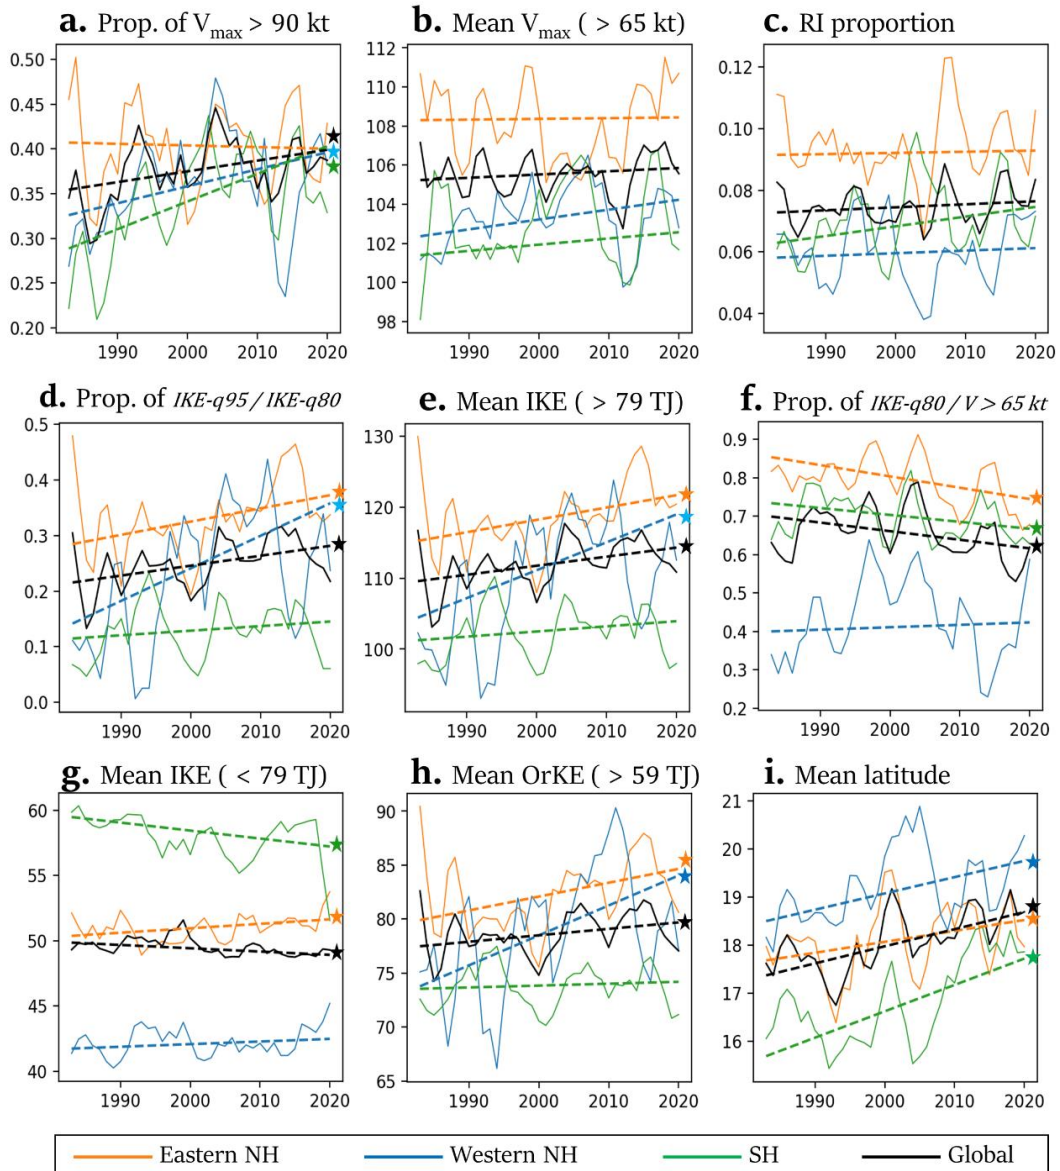 a. Prop. of Vmax > 90 kt
b. Mean Vmax ( > 65 kt)
c. RI proportion
0.50
0.45
0.40
0.35
0.30
0.25
0.20
1990 2000 2010 2020
112
110
108
106
104
102
100
98
1990 2000 2010 2020
0.12
0.10
0.08
0.06
0.04
1990 2000 2010 2020
d. Prop. of IKE-q95 / IKE-q80
e. Mean IKE ( > 79 TJ)
f. Prop. of IKE-q80 / V > 65 kt
0.5
0.4
0.3
0.2
0.1
0.0
1990 2000 2010 2020
130
120
110
100
1990 2000 2010 2020
0.9
0.8
0.7
0.6
0.5
0.4
0.3
0.2
1990 2000 2010 2020
g. Mean IKE ( < 79 TJ)
h. Mean OrKE ( > 59 TJ)
i. Mean latitude
60
55
50
45
40
1990 2000 2010 2020
90
85
80
75
70
65
1990 2000 2010 2020
21
20
19
18
17
16
1990 2000 2010 2020
Eastern NH Western NH SH Global